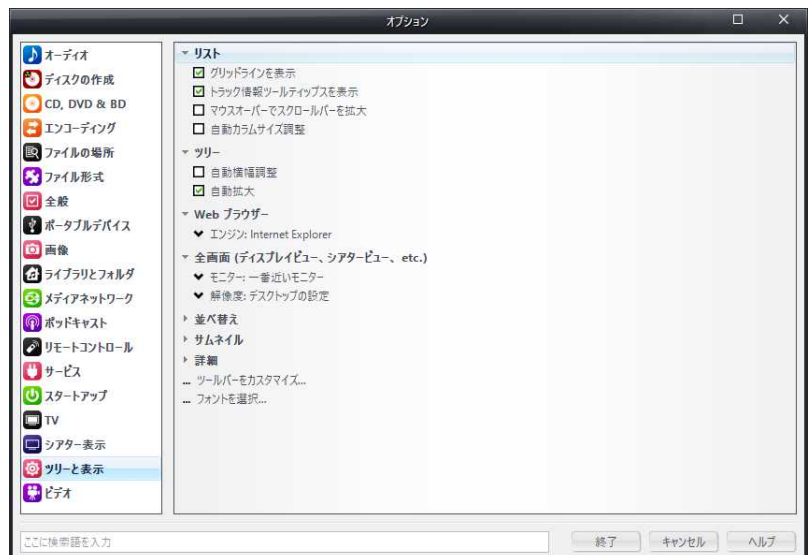 オプション
オーディオ
ディスクの作成
CD, DVD & BD
エンコーディング
ファイルの場所
ファイル形式
全般
ポータブルデバイス
画像
ライブラリとフォルダ
メディアネットワーク
ポッドキャスト
リモートコントロール
サービス
スタートアップ
TV
シアター表示
ツリーと表示
ビデオ
リスト
グリッドラインを表示
トラック情報ツールティップスを表示
マウスオーバーでスクロールバーを拡大
自動カラムサイズ調整
ツリー
自動横幅調整
自動拡大
Web ブラウザー
エンジン: Internet Explorer
全画面 (ディスプレイビュー、シアタービュー、etc.)
モニター: 一番近いモニター
解像度: デスクトップの設定
並べ替え
サムネイル
詳細
... ツールバーをカスタマイズ...
... フォントを選択...
ここに検索語を入力
終了
キャンセル
ヘルプ